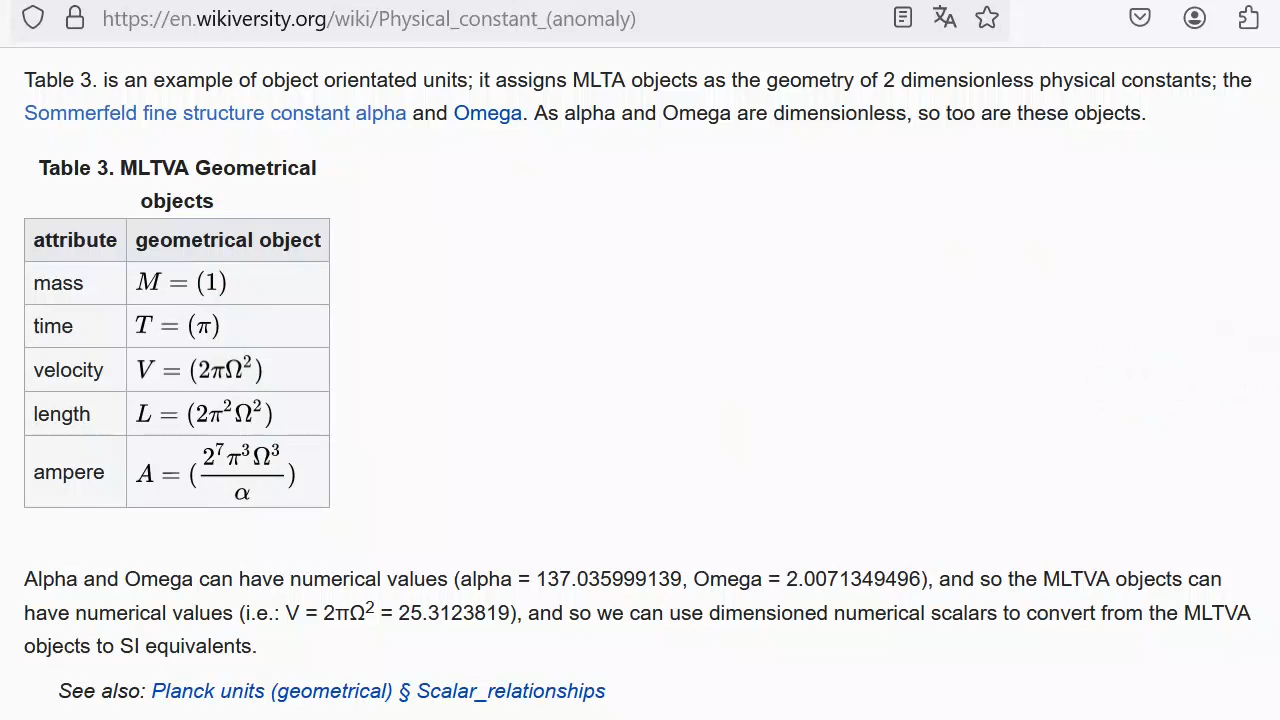 https://en.wikiversity.org/wiki/Physical_constant_(anomaly)
Table 3. is an example of object orientated units; it assigns MLTA objects as the geometry of 2 dimensionless physical constants; the
Sommerfeld fine structure constant alpha and Omega. As alpha and Omega are dimensionless, so too are these objects.
Table 3. MLTVA Geometrical
objects
attribute geometrical object
mass M = (1)
time T = (π)
velocity V = (2πΩ²)
length L = (2π²Ω²)
ampere A = (2⁷π³Ω³/α)
Alpha and Omega can have numerical values (alpha = 137.035999139, Omega = 2.0071349496), and so the MLTVA objects can
have numerical values (i.e.: V = 2πΩ² = 25.3123819), and so we can use dimensioned numerical scalars to convert from the MLTVA
objects to SI equivalents.
See also: Planck units (geometrical) § Scalar_relationships